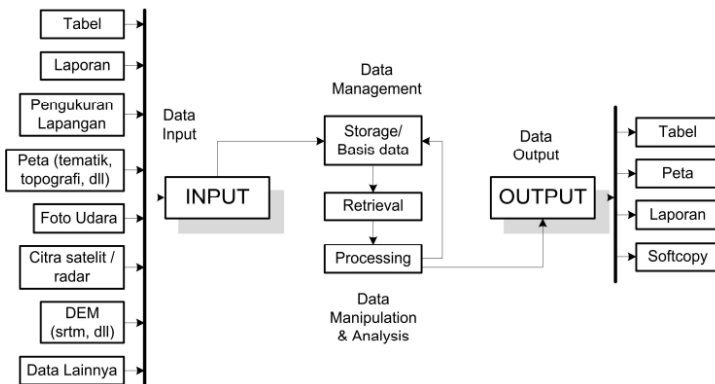 Tabel
Laporan
Pengukuran
Lapangan
Peta (tematik,
topografi, dll)
Foto Udara
Citra satelit /
radar
DEM
(srtm, dll)
Data Lainnya
Data
Input
INPUT
Data
Management
Storage/
Basis data
Retrieval
Processing
Data
Manipulation
& Analysis
Data
Output
OUTPUT
Tabel
Peta
Laporan
Softcopy